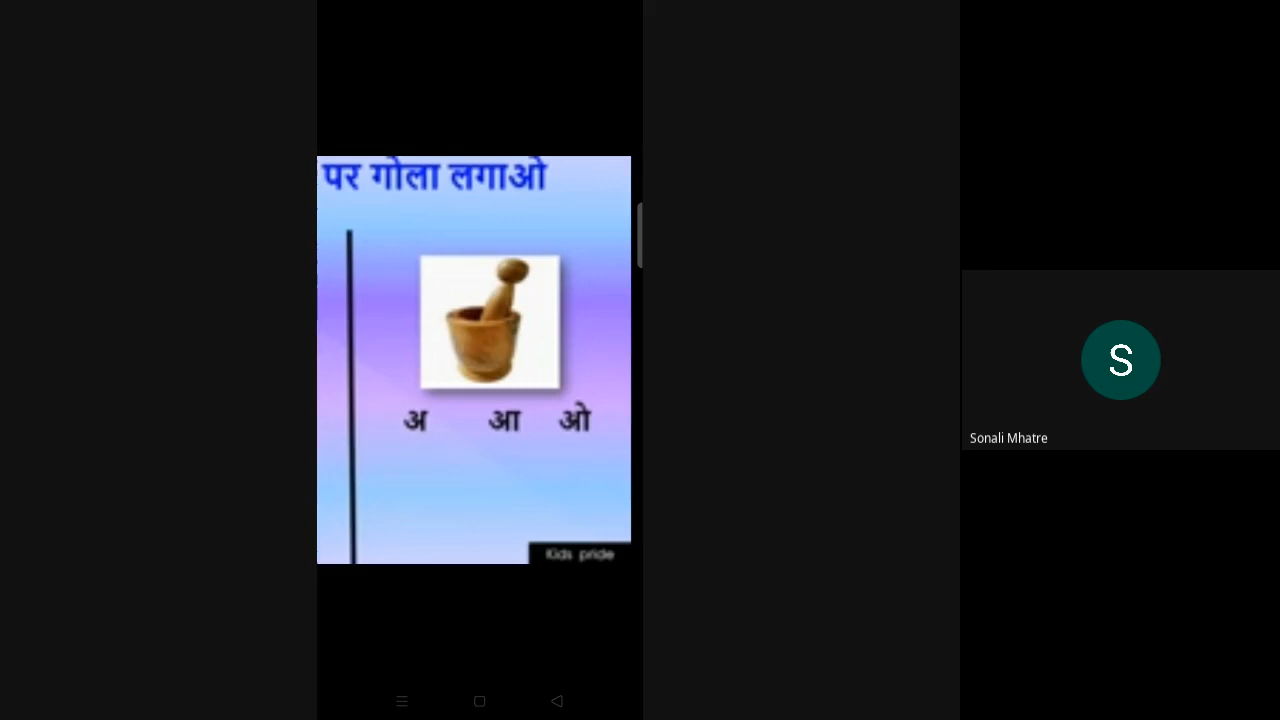 पर गोला लगाओ
अ आ ओ
Kids pride
S
Sonali Mhatre